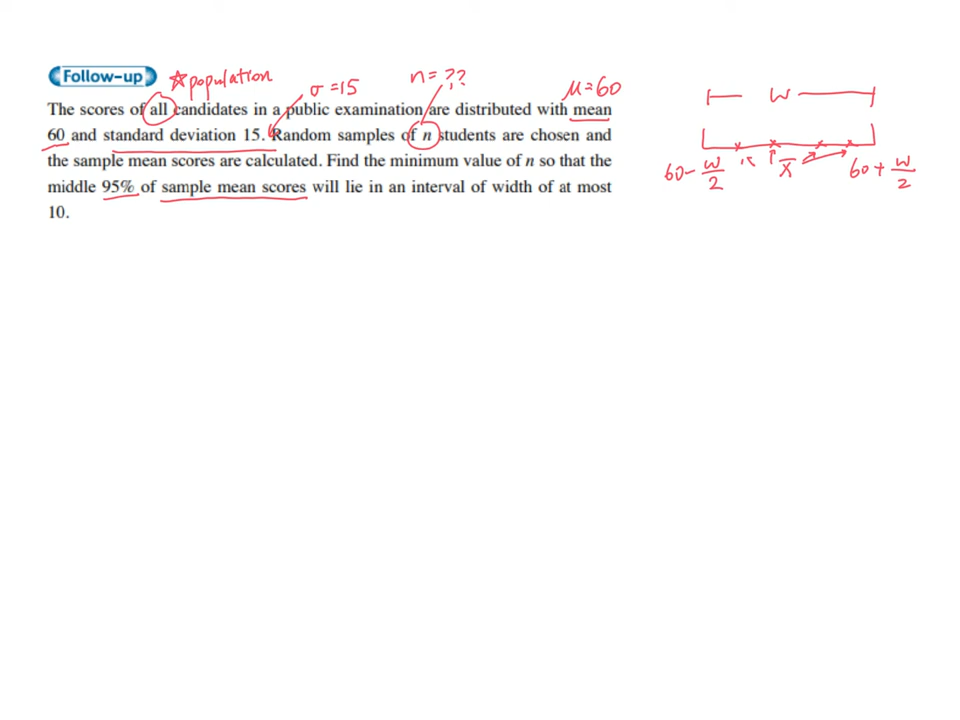 Follow-up ☆population
σ=15 n=?? μ=60
The scores of all candidates in a public examination are distributed with mean
60 and standard deviation 15. Random samples of n students are chosen and
the sample mean scores are calculated. Find the minimum value of n so that the
middle 95% of sample mean scores will lie in an interval of width of at most
10.
W
60-W/2 x̄ 60+W/2